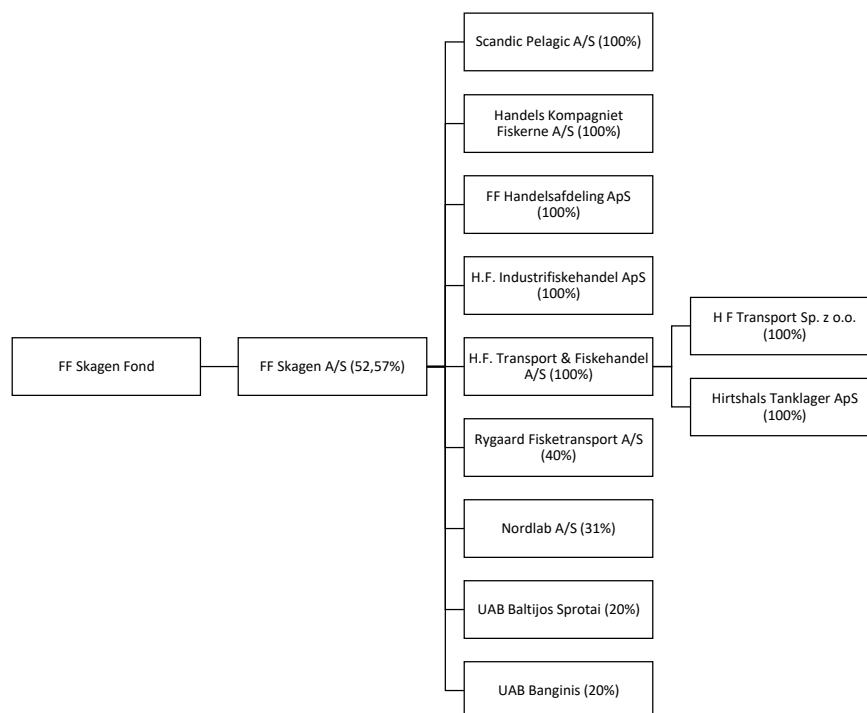 FF Skagen Fond
FF Skagen A/S (52,57%)
Scandic Pelagic A/S (100%)
Handels Kompagniet
Fiskerne A/S (100%)
FF Handelsafdeling ApS
(100%)
H.F. Industrifiskehandel ApS
(100%)
H.F. Transport & Fiskehandel
A/S (100%)
H F Transport Sp. z o.o.
(100%)
Hirtshals Tanklager ApS
(100%)
Rygaard Fisketransport A/S
(40%)
Nordlab A/S (31%)
UAB Baltijos Sprotai (20%)
UAB Banginis (20%)